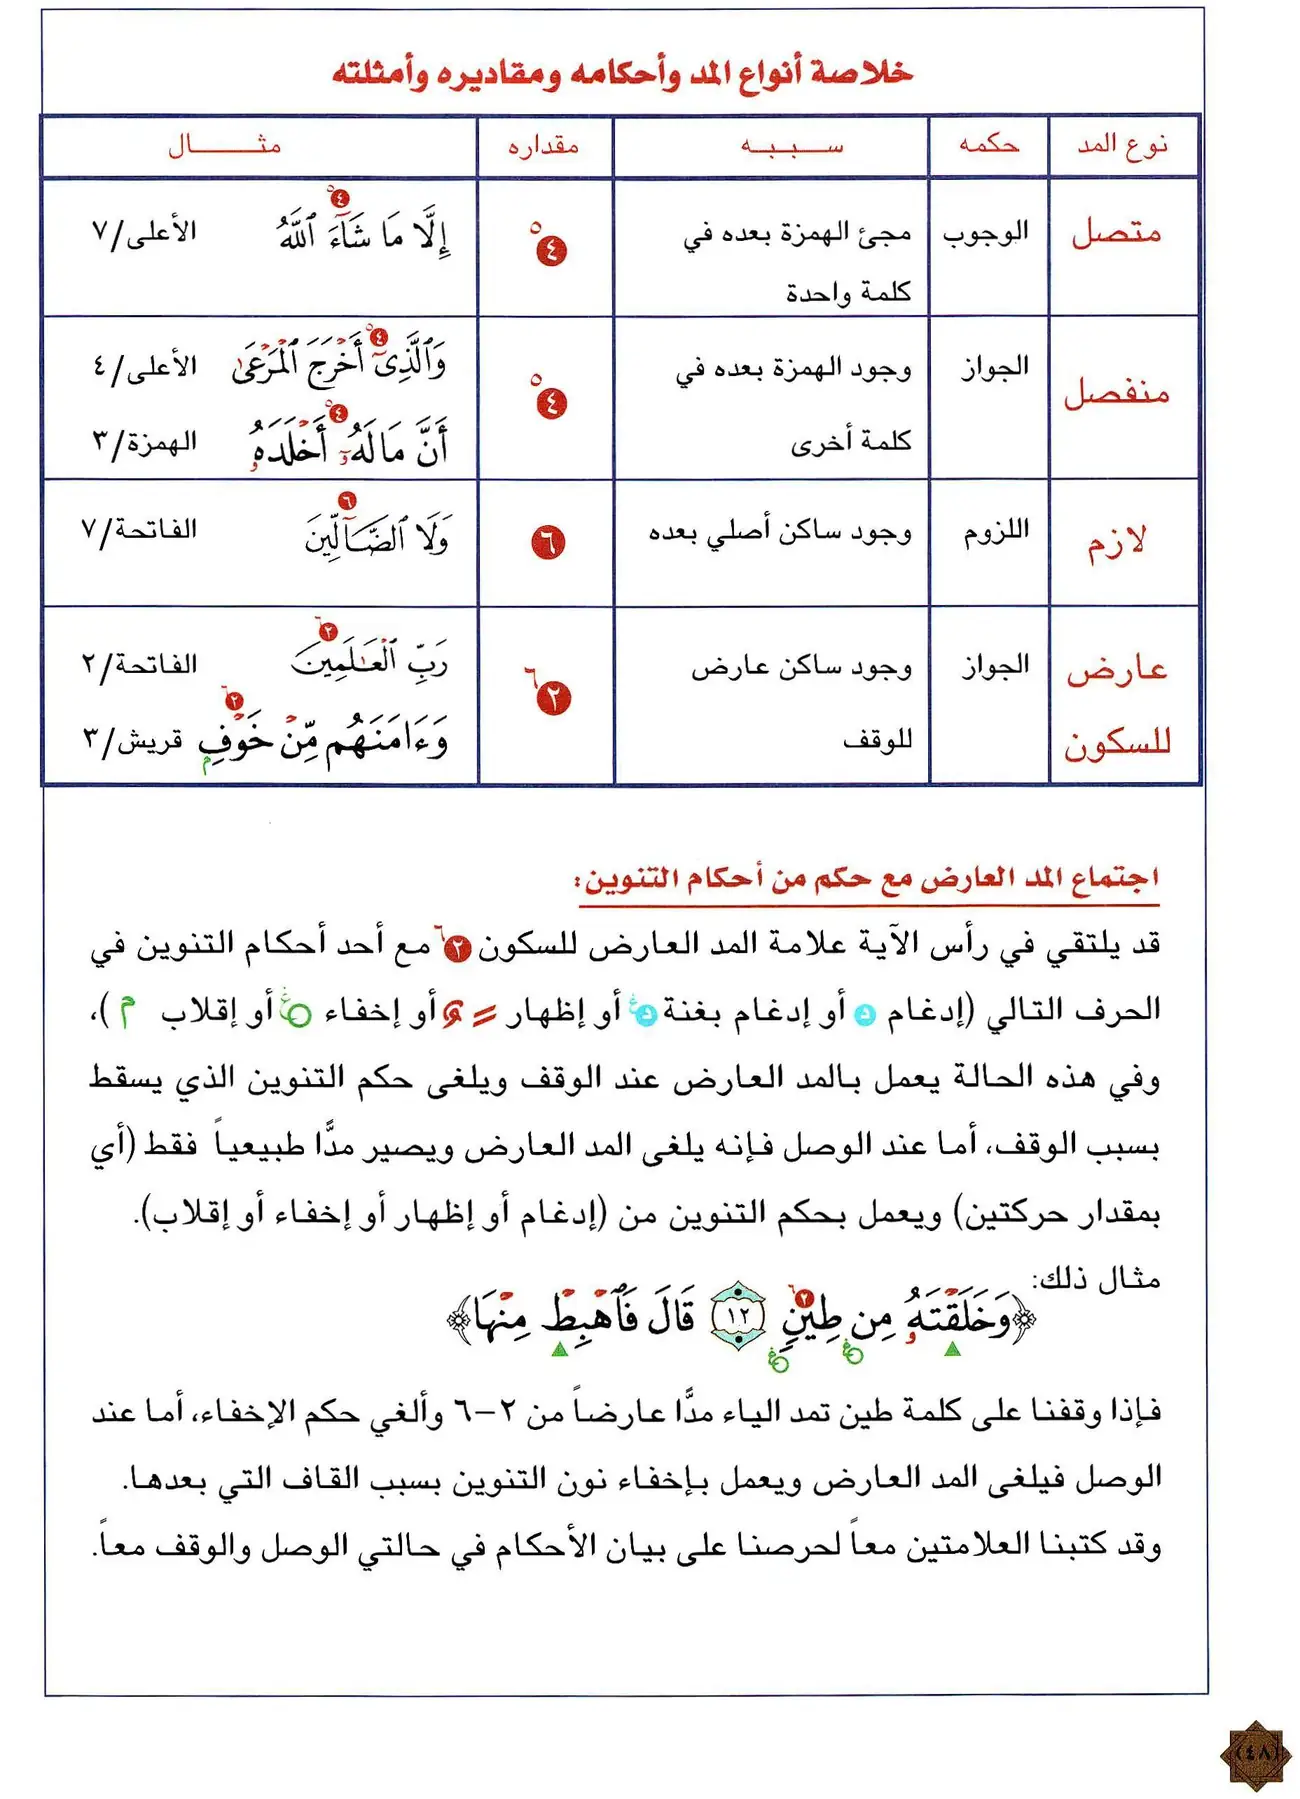 خلاصة أنواع المد وأحكامه ومقاديره وأمثلته
نوع المد حكمه سببه مقداره مثال
متصل الوجوب مجئ الهمزة بعده في كلمة واحدة ٤ ٥ إِلَّا مَا شَآءَ ٱللَّهُ الأعلى/٧
منفصل الجواز وجود الهمزة بعده في كلمة أخرى ٤ ٥ وَٱلَّذِىٓ أَخْرَجَ ٱلْمَرْعَىٰ الأعلى/٤
أَنَّ مَالَهُۥٓ أَخْلَدَهُۥ الهمزة/٣
لازم اللزوم وجود ساكن أصلي بعده ٦ وَلَا ٱلضَّآلِّينَ الفاتحة/٧
عارض للسكون الجواز وجود ساكن عارض للوقف ٢ ٦ رَبِّ ٱلْعَـٰلَمِينَ الفاتحة/٢
وَءَامَنَهُم مِّنْ خَوْفٍ قريش/٣
اجتماع المد العارض مع حكم من أحكام التنوين:
قد يلتقي في رأس الآية علامة المد العارض للسكون ٢ ٦ مع أحد أحكام التنوين في
الحرف التالي (إدغام د أو إدغام بغنة د غ أو إظهار أو إخفاء غ أو إقلاب م)،
وفي هذه الحالة يعمل بالمد العارض عند الوقف ويلغى حكم التنوين الذي يسقط
بسبب الوقف، أما عند الوصل فإنه يلغى المد العارض ويصير مدًّا طبيعياً فقط (أي
بمقدار حركتين) ويعمل بحكم التنوين من (إدغام أو إظهار أو إخفاء أو إقلاب).
مثال ذلك:
﴿وَخَلَقْتَهُۥ مِن طِينٍ ١٢ قَالَ فَٱهْبِطْ مِنْهَا﴾
فإذا وقفنا على كلمة طين تمد الياء مدًّا عارضاً من ٢-٦ وألغي حكم الإخفاء، أما عند
الوصل فيلغى المد العارض ويعمل بإخفاء نون التنوين بسبب القاف التي بعدها.
وقد كتبنا العلامتين معاً لحرصنا على بيان الأحكام في حالتي الوصل والوقف معاً.
(٤٨)